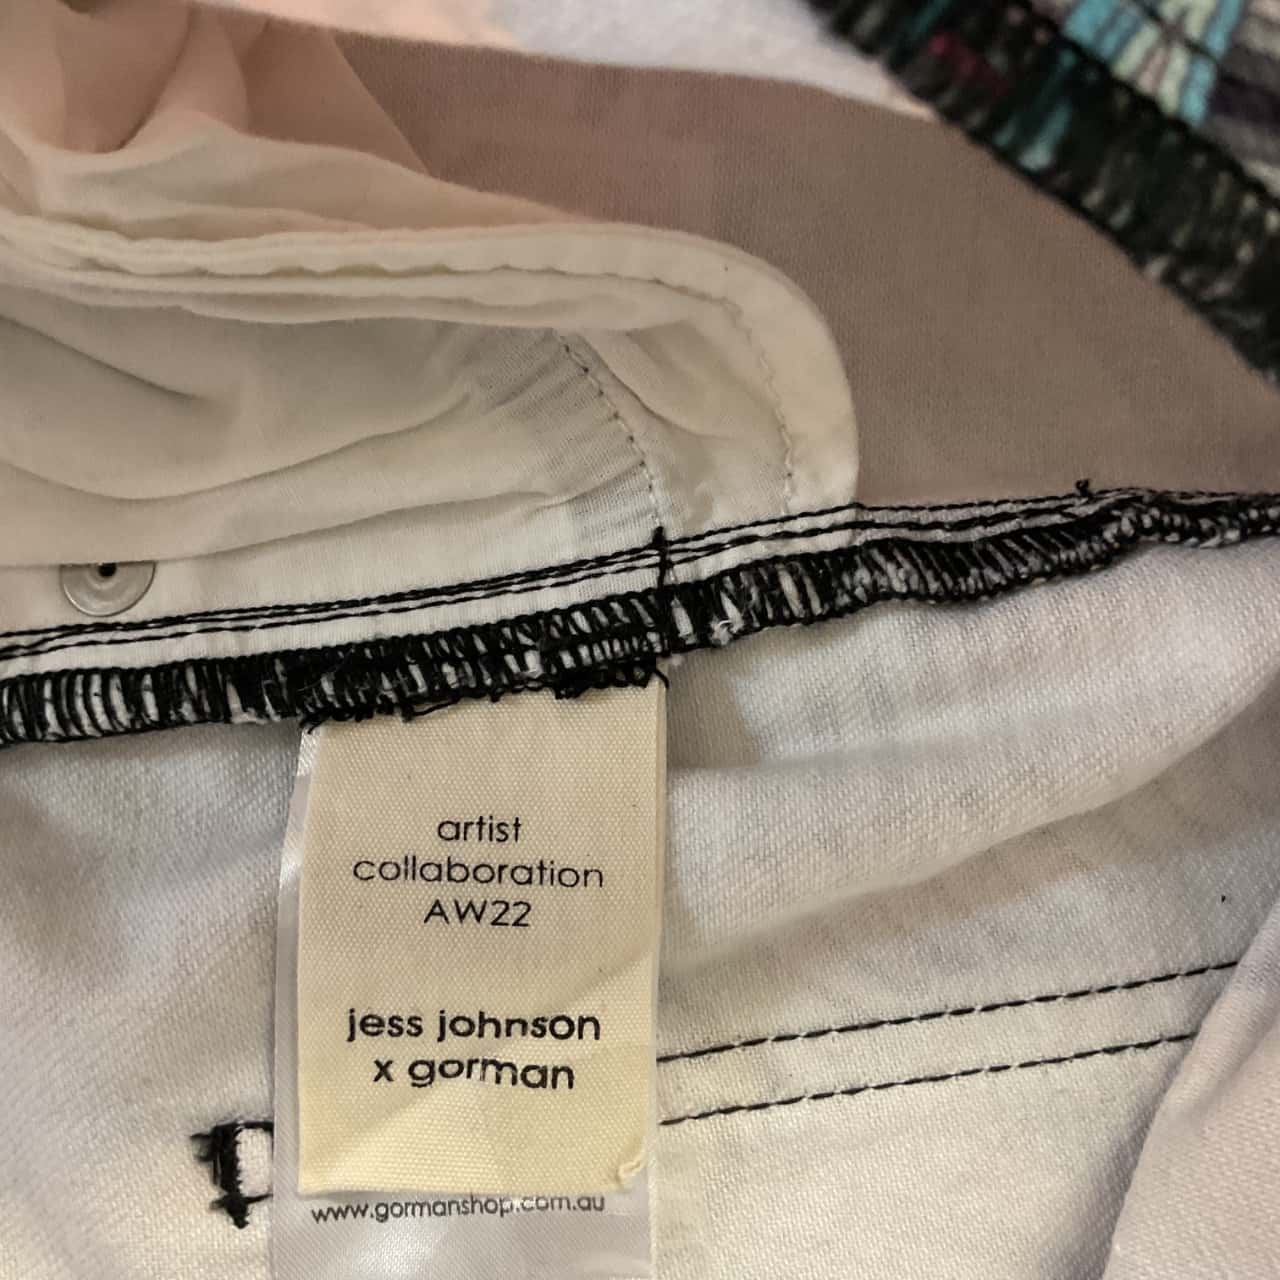 artist
collaboration
AW22
jess johnson
x gorman
www.gormanshop.com.au